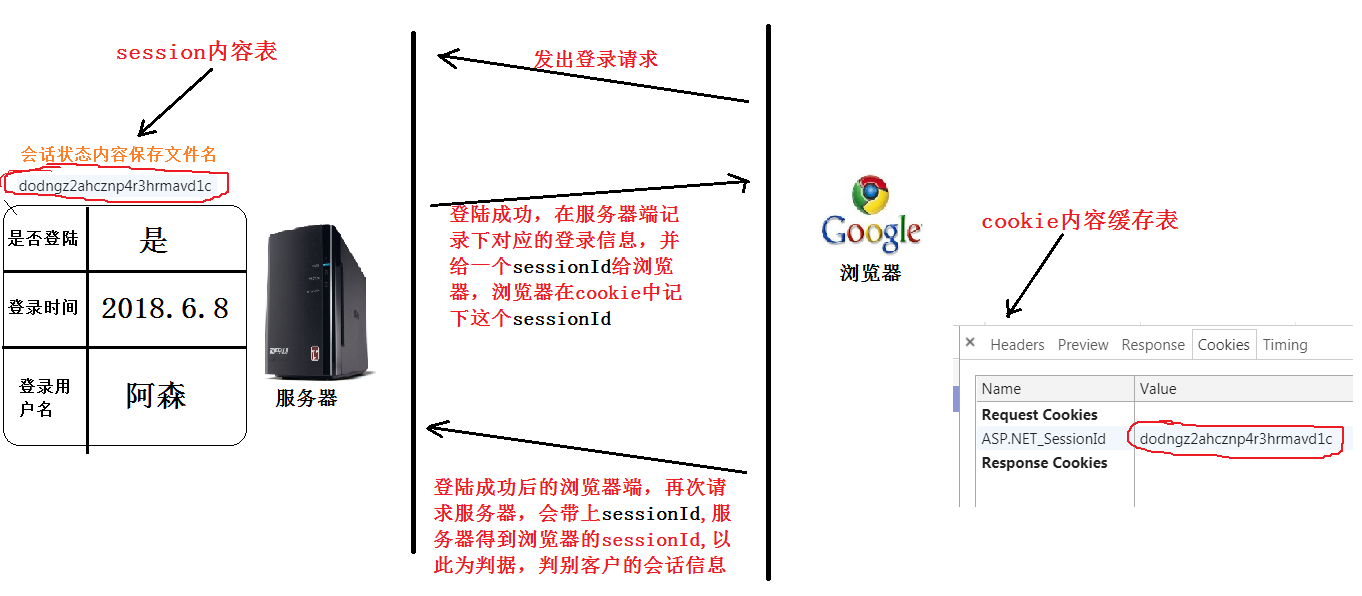 session内容表
会话状态内容保存文件名
dodngz2ahcznp4r3hrmavd1c
是否登陆
是
登录时间
2018.6.8
登录用
户名
阿森
服务器
发出登录请求
登陆成功，在服务器端记
录下对应的登录信息，并
给一个sessionId给浏览
器，浏览器在cookie中记
下这个sessionId
登陆成功后的浏览器端，再次请
求服务器，会带上sessionId,服
务器得到浏览器的sessionId,以
此为判据，判别客户的会话信息
Google
浏览器
cookie内容缓存表
× Headers Preview Response Cookies Timing
Name Value
Request Cookies
ASP.NET_SessionId dodngz2ahcznp4r3hrmavd1c
Response Cookies